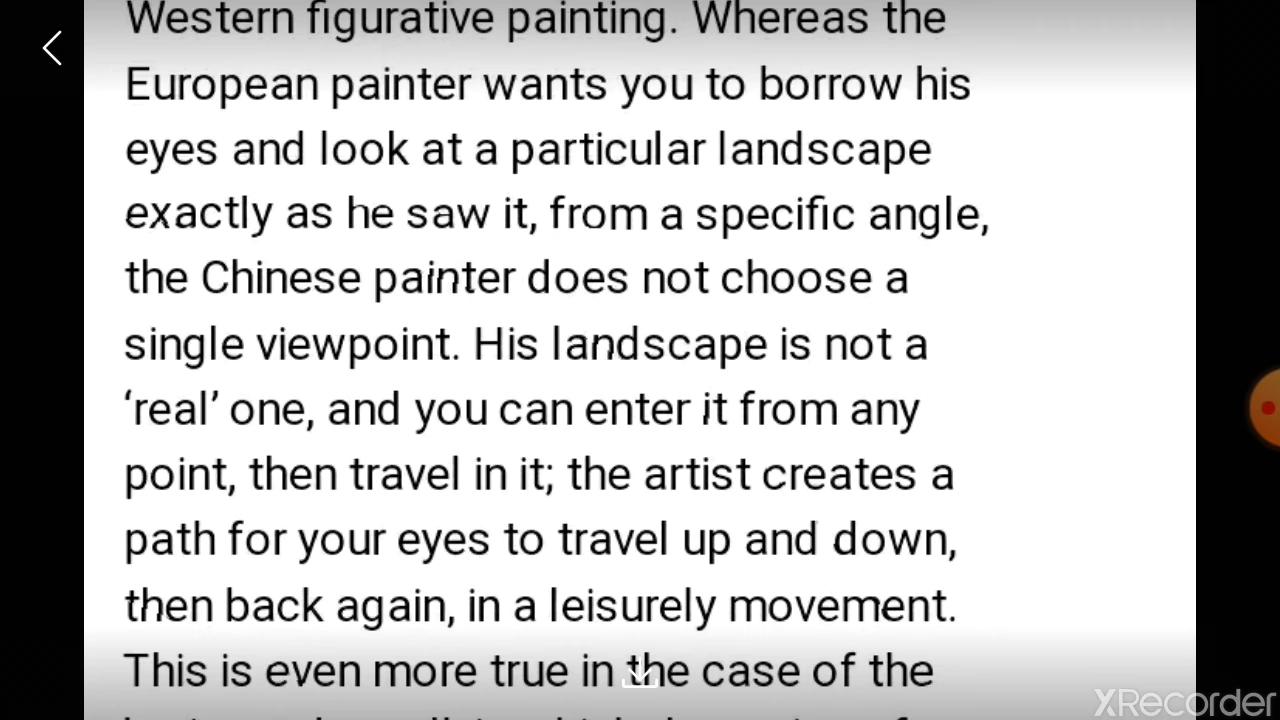 Western figurative painting. Whereas the
European painter wants you to borrow his
eyes and look at a particular landscape
exactly as he saw it, from a specific angle,
the Chinese painter does not choose a
single viewpoint. His landscape is not a
‘real’ one, and you can enter it from any
point, then travel in it; the artist creates a
path for your eyes to travel up and down,
then back again, in a leisurely movement.
This is even more true in the case of the
XRecorder